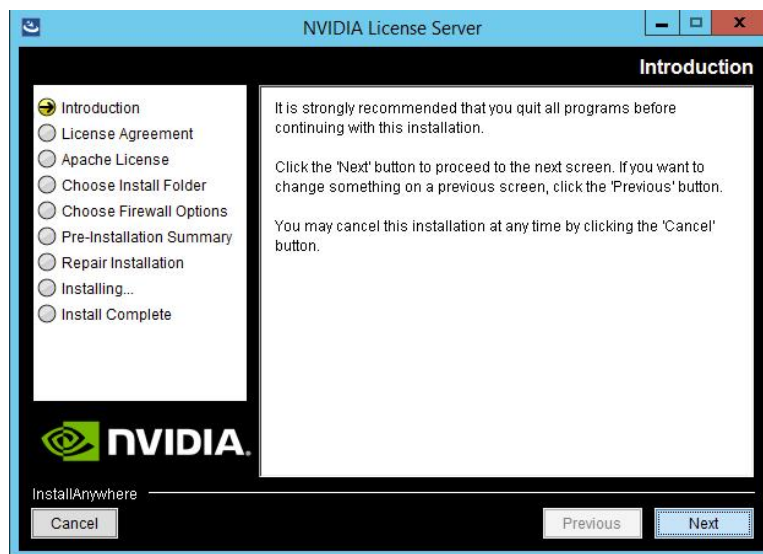 NVIDIA License Server
Introduction
Introduction
License Agreement
Apache License
Choose Install Folder
Choose Firewall Options
Pre-Installation Summary
Repair Installation
Installing...
Install Complete
It is strongly recommended that you quit all programs before
continuing with this installation.
Click the 'Next' button to proceed to the next screen. If you want to
change something on a previous screen, click the 'Previous' button.
You may cancel this installation at any time by clicking the 'Cancel'
button.
NVIDIA.
InstallAnywhere
Cancel
Previous
Next